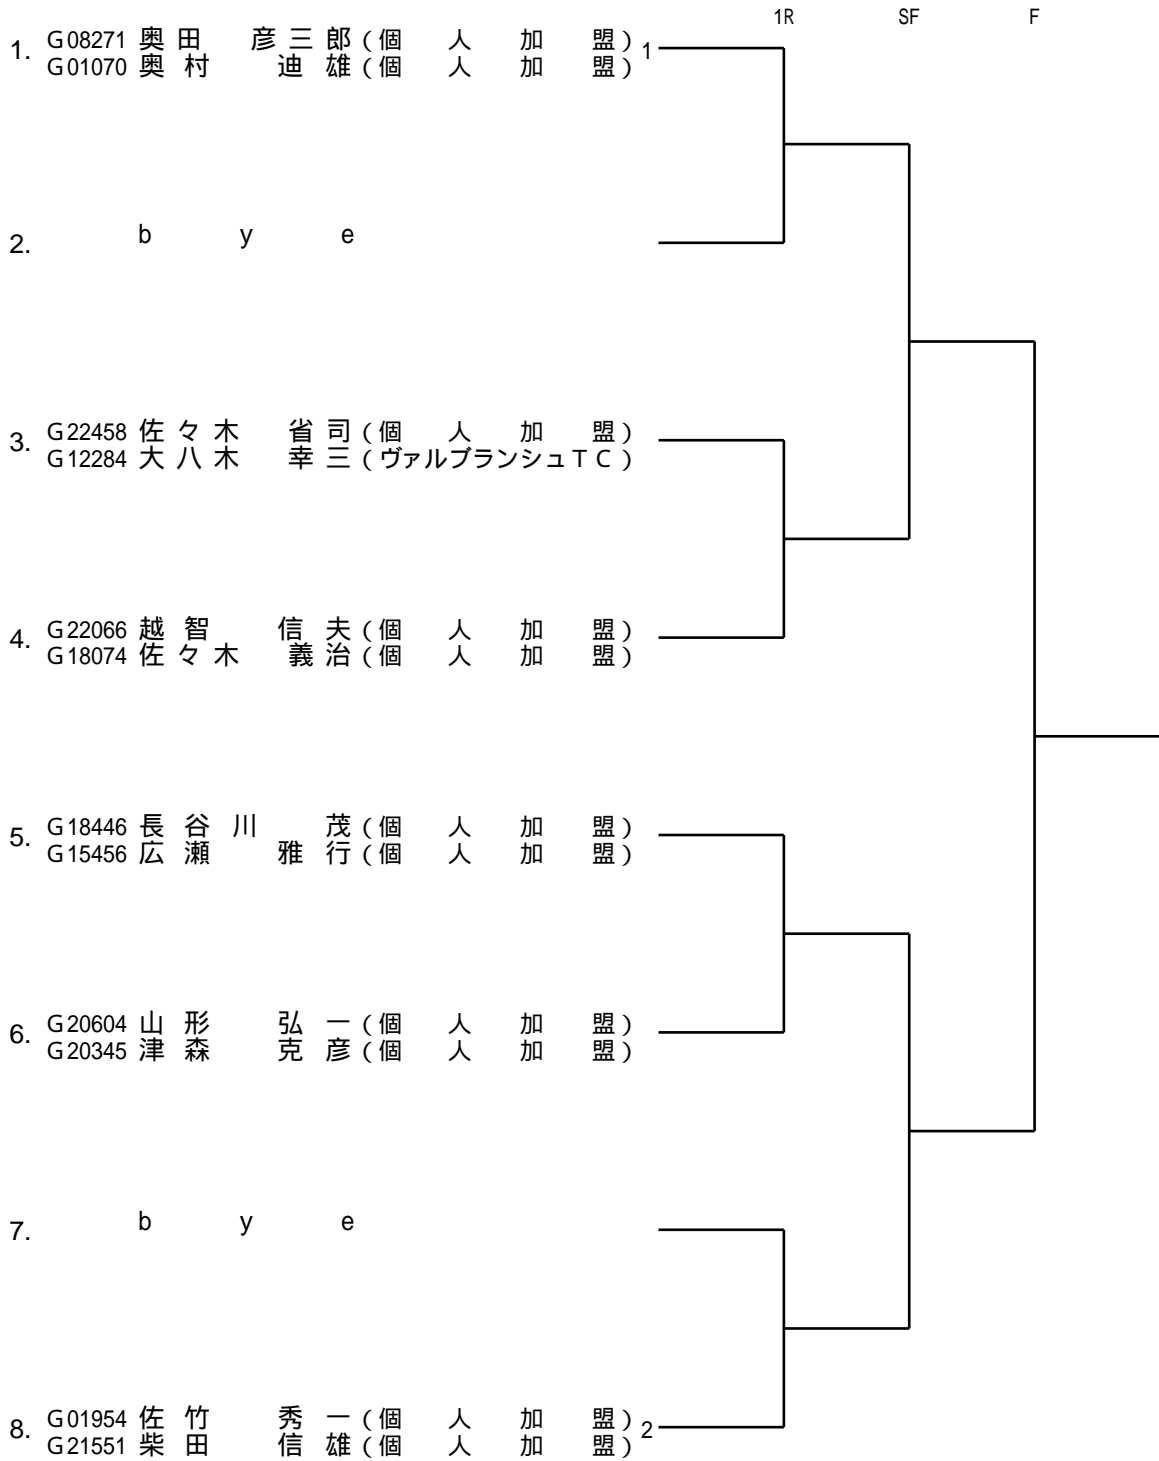 1R SF F
1. G08271 奥田 彦三郎(個人加盟) 1
G01070 奥村 迪雄(個人加盟)
2. bye
3. G22458 佐々木 省司(個人加盟)
G12284 大八木 幸三(ヴァルブランシュTC)
4. G22066 越智 信夫(個人加盟)
G18074 佐々木 義治(個人加盟)
5. G18446 長谷川 茂(個人加盟)
G15456 広瀬 雅行(個人加盟)
6. G20604 山形 弘一(個人加盟)
G20345 津森 克彦(個人加盟)
7. bye
8. G01954 佐竹 秀一(個人加盟) 2
G21551 柴田 信雄(個人加盟)